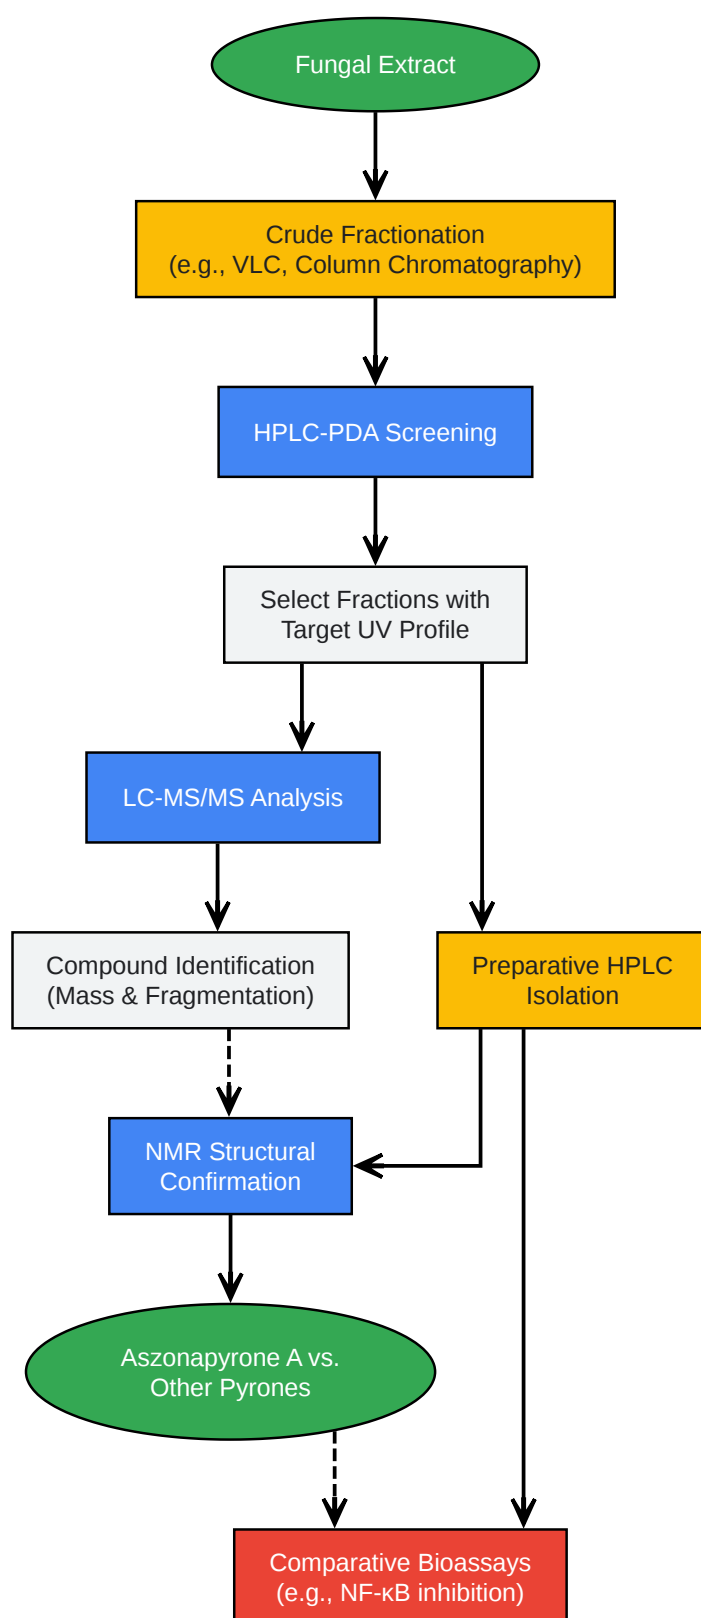 Fungal Extract
Crude Fractionation
(e.g., VLC, Column Chromatography)
HPLC-PDA Screening
Select Fractions with
Target UV Profile
LC-MS/MS Analysis
Compound Identification
(Mass & Fragmentation)
Preparative HPLC
Isolation
NMR Structural
Confirmation
Aszonapyrone A vs.
Other Pyrones
Comparative Bioassays
(e.g., NF-κB inhibition)